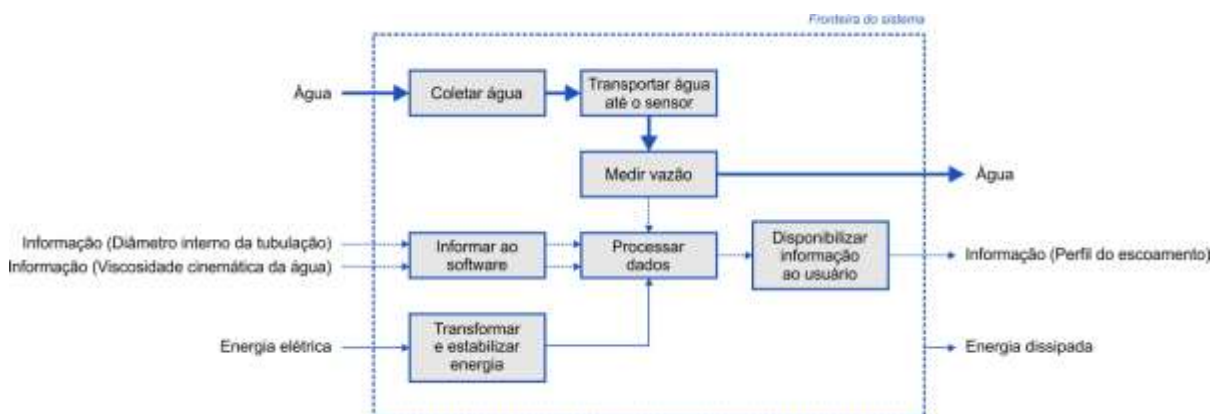 Fronteira do sistema
Água
Coletar água
Transportar água
até o sensor
Medir vazão
Água
Informação (Diâmetro interno da tubulação)
Informação (Viscosidade cinemática da água)
Informar ao
software
Processar
dados
Disponibilizar
informação
ao usuário
Informação (Perfil do escoamento)
Energia elétrica
Transformar
e estabilizar
energia
Energia dissipada